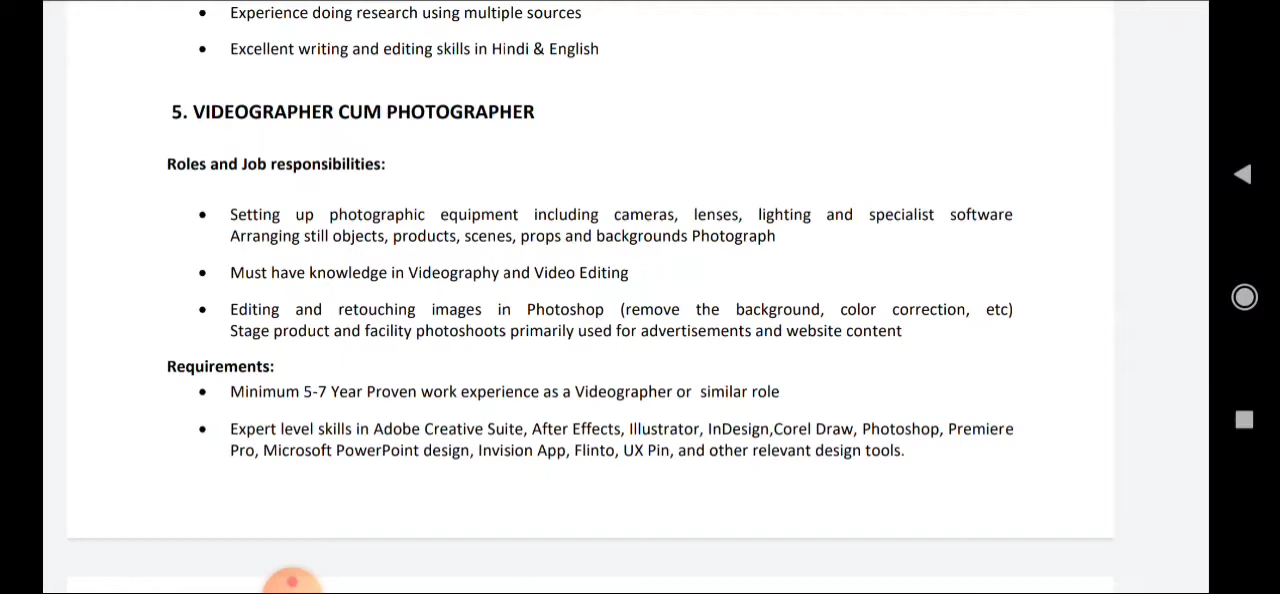 • Experience doing research using multiple sources
• Excellent writing and editing skills in Hindi & English
5. VIDEOGRAPHER CUM PHOTOGRAPHER
Roles and Job responsibilities:
• Setting up photographic equipment including cameras, lenses, lighting and specialist software
Arranging still objects, products, scenes, props and backgrounds Photograph
• Must have knowledge in Videography and Video Editing
• Editing and retouching images in Photoshop (remove the background, color correction, etc)
Stage product and facility photoshoots primarily used for advertisements and website content
Requirements:
• Minimum 5-7 Year Proven work experience as a Videographer or similar role
• Expert level skills in Adobe Creative Suite, After Effects, Illustrator, InDesign,Corel Draw, Photoshop, Premiere
Pro, Microsoft PowerPoint design, Invision App, Flinto, UX Pin, and other relevant design tools.